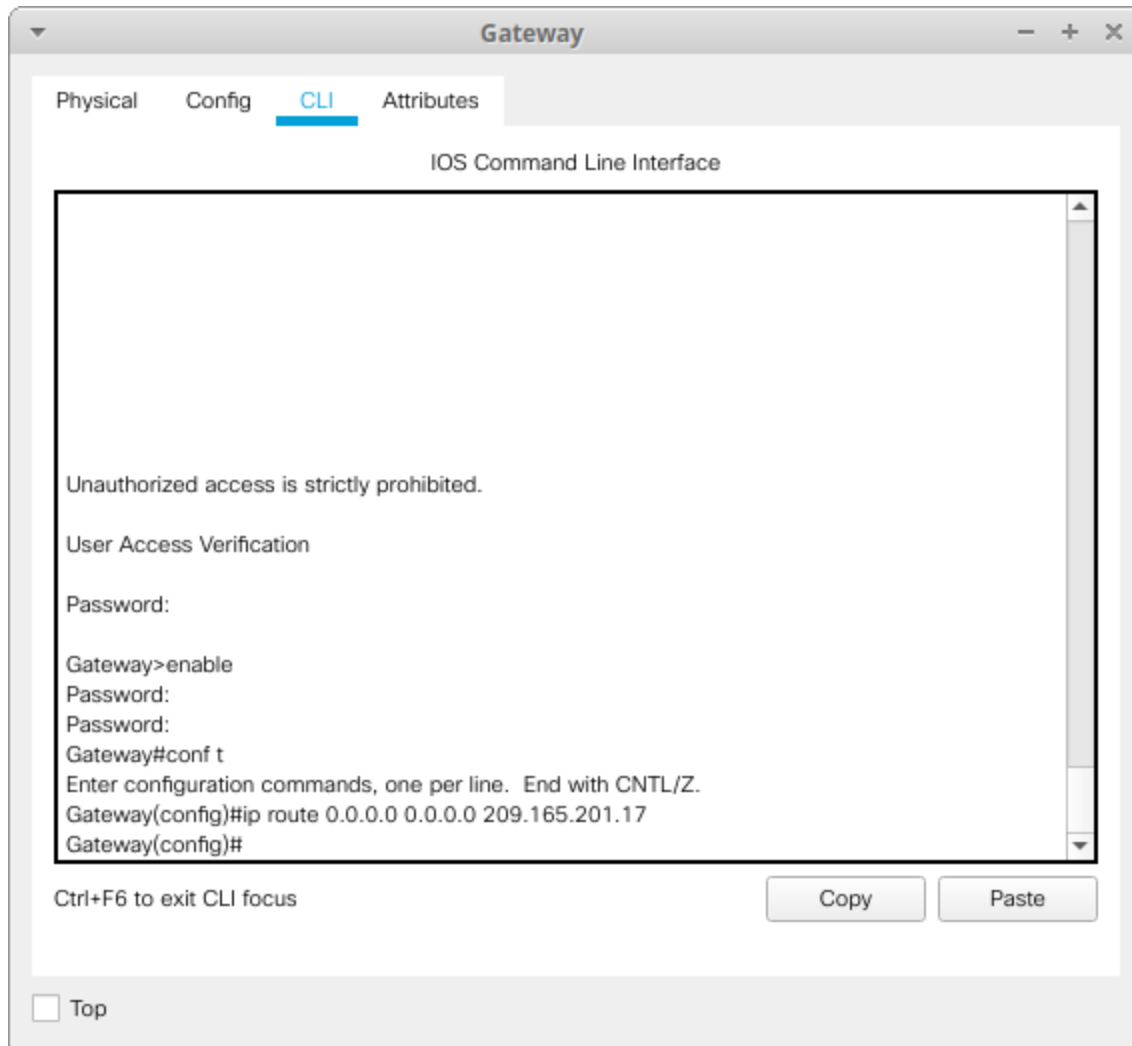 Gateway
Physical Config CLI Attributes
IOS Command Line Interface
Unauthorized access is strictly prohibited.
User Access Verification
Password:
Gateway>enable
Password:
Password:
Gateway#conf t
Enter configuration commands, one per line.  End with CNTL/Z.
Gateway(config)#ip route 0.0.0.0 0.0.0.0 209.165.201.17
Gateway(config)#
Ctrl+F6 to exit CLI focus
Copy Paste
Top